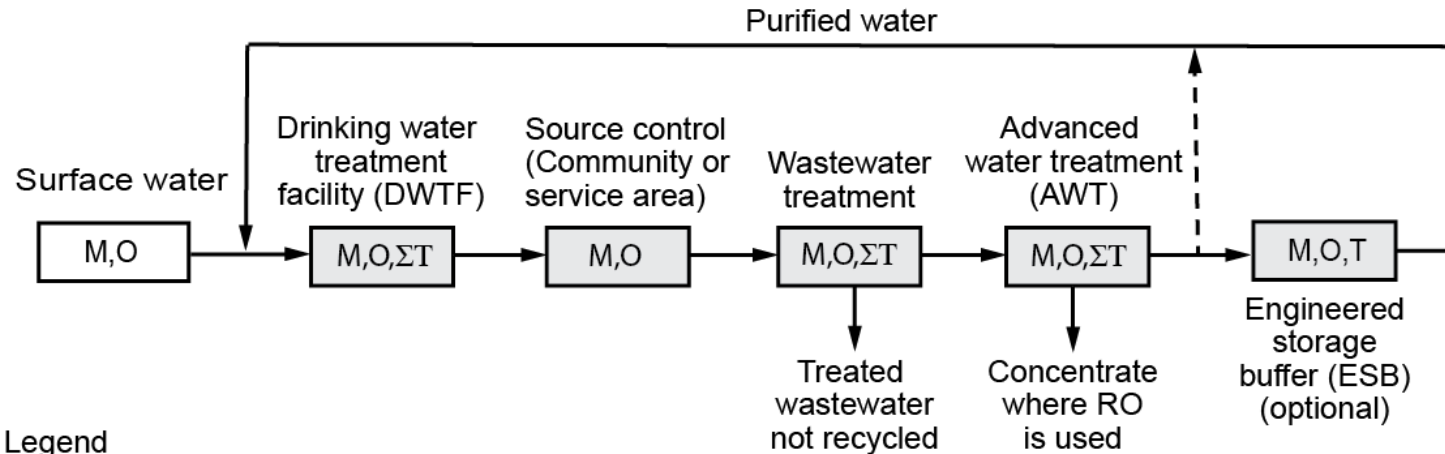 Purified water
Surface water
M,O
Drinking water
treatment
facility (DWTF)
M,O,ΣT
Source control
(Community or
service area)
M,O
Wastewater
treatment
M,O,ΣT
Treated
wastewater
not recycled
Advanced
water treatment
(AWT)
M,O,ΣT
Concentrate
where RO
is used
M,O,T
Engineered
storage
buffer (ESB)
(optional)
Legend